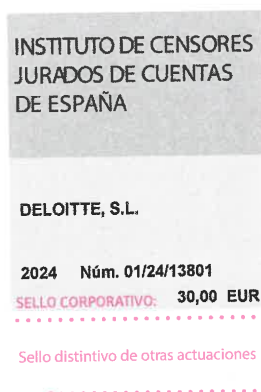 INSTITUTO DE CENSORES
JURADOS DE CUENTAS
DE ESPAÑA
DELOITTE, S.L.
2024 Núm. 01/24/13801
SELLO CORPORATIVO: 30,00 EUR
Sello distintivo de otras actuaciones